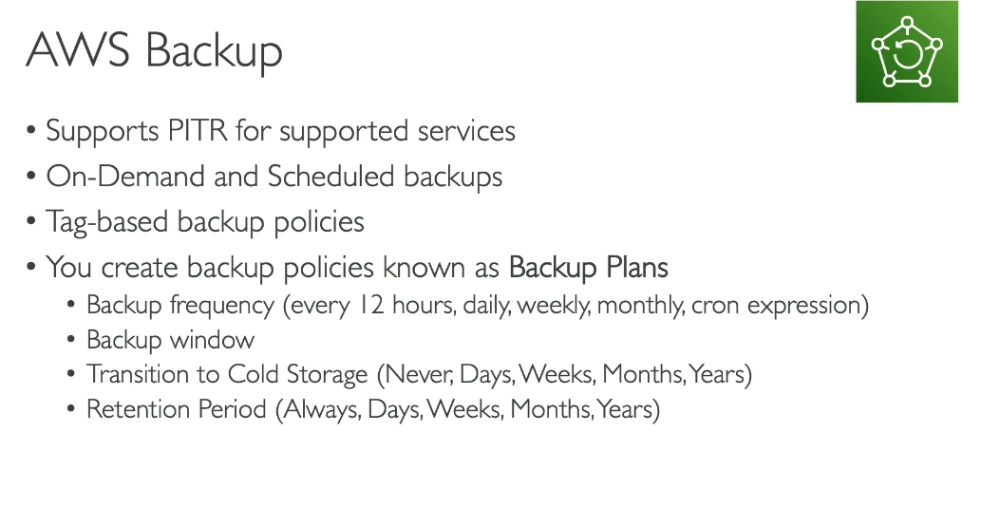 AWS Backup
• Supports PITR for supported services
• On-Demand and Scheduled backups
• Tag-based backup policies
• You create backup policies known as Backup Plans
• Backup frequency (every 12 hours, daily, weekly, monthly, cron expression)
• Backup window
• Transition to Cold Storage (Never, Days, Weeks, Months, Years)
• Retention Period (Always, Days, Weeks, Months, Years)